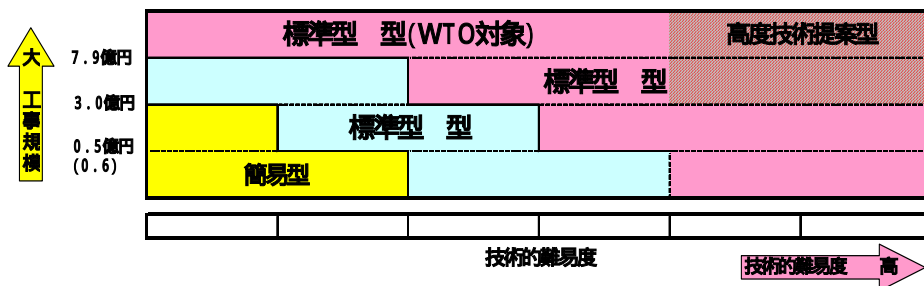 標準型　型(WTO対象)
高度技術提案型
大
7.9億円
標準型　型
3.0億円
工事規模
標準型　型
0.5億円
(0.6)
簡易型
技術的難易度
技術的難易度　高